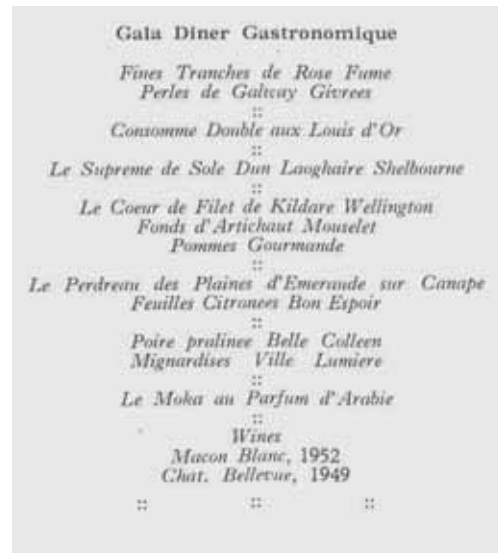 Gala Diner Gastronomique
Fines Tranches de Rose Fume
Perles de Galway Givrees
::
Consomme Double aux Louis d'Or
::
Le Supreme de Sole Dun Laoghaire Shelbourne
::
Le Coeur de Filet de Kildare Wellington
Fonds d'Artichaut Mouselet
Pommes Gourmande
::
Le Perdreau des Plaines d'Emeraude sur Canape
Feuilles Citronees Bon Espoir
::
Poire pralinee Belle Colleen
Mignardises Ville Lumiere
::
Le Moka au Parfum d'Arabie
::
Wines
Macon Blanc, 1952
Chat. Bellevue, 1949
:: :: ::